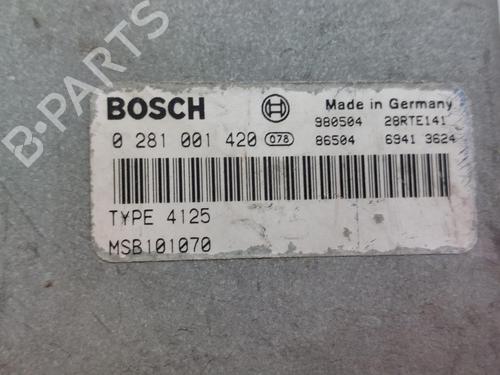 B-PARTS
BOSCH Made in Germany
980504 28RTE141
0 281 001 420 078 86504 6941 3624
TYPE 4125
MSB101070